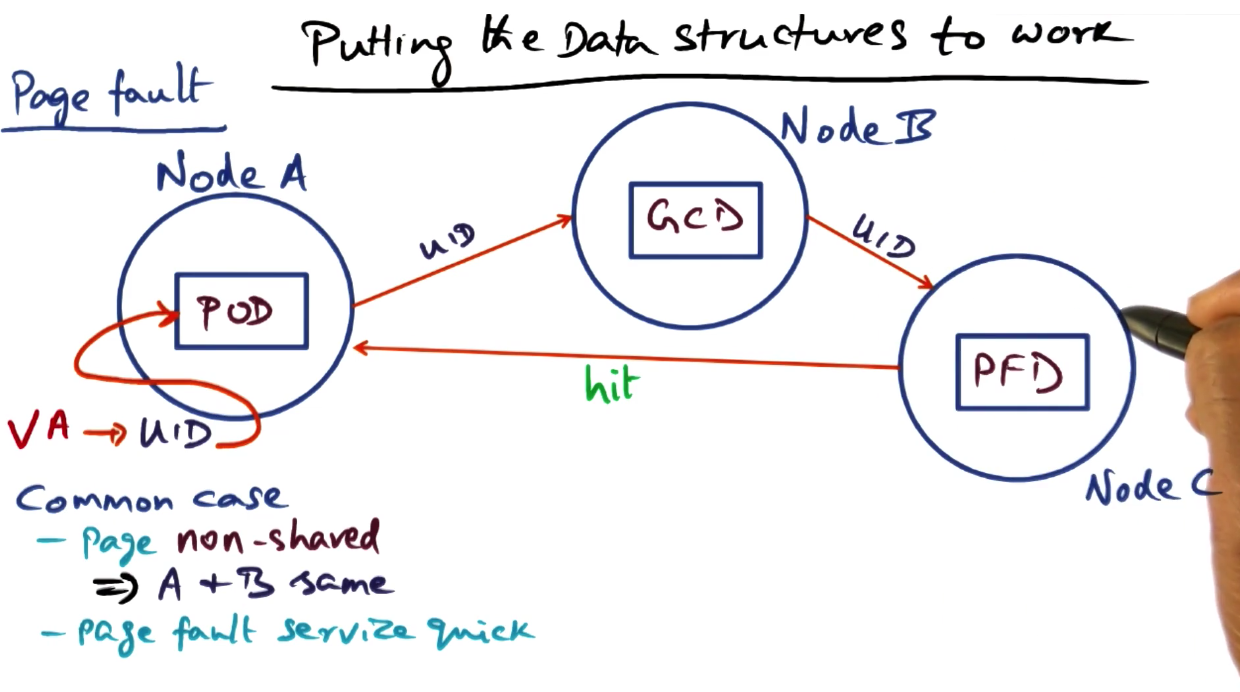 Putting the Data structures to work
Page fault
Node A
Node B
Node C
POD
GCD
PFD
UID
UID
hit
VA → UID
Common case
- Page non-shared
⇒ A + B same
- page fault service quick